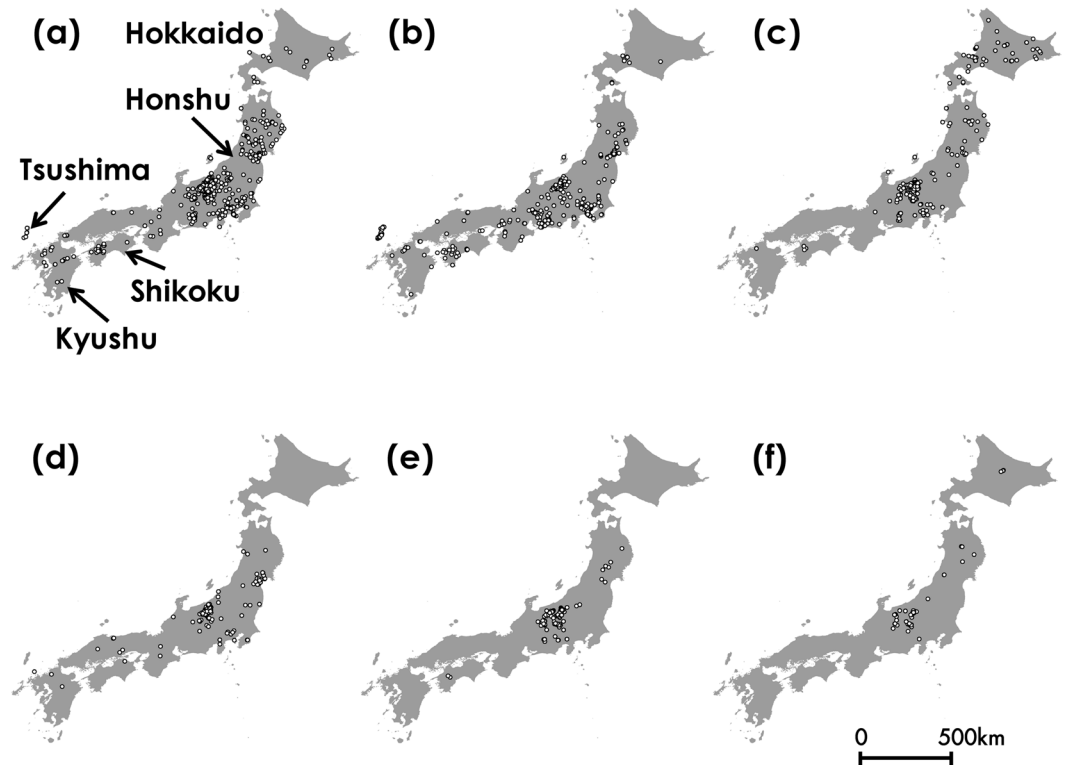 (a)
Hokkaido
(b)
(c)
Honshu
Tsushima
Shikoku
Kyushu
(d)
(e)
(f)
0 500km